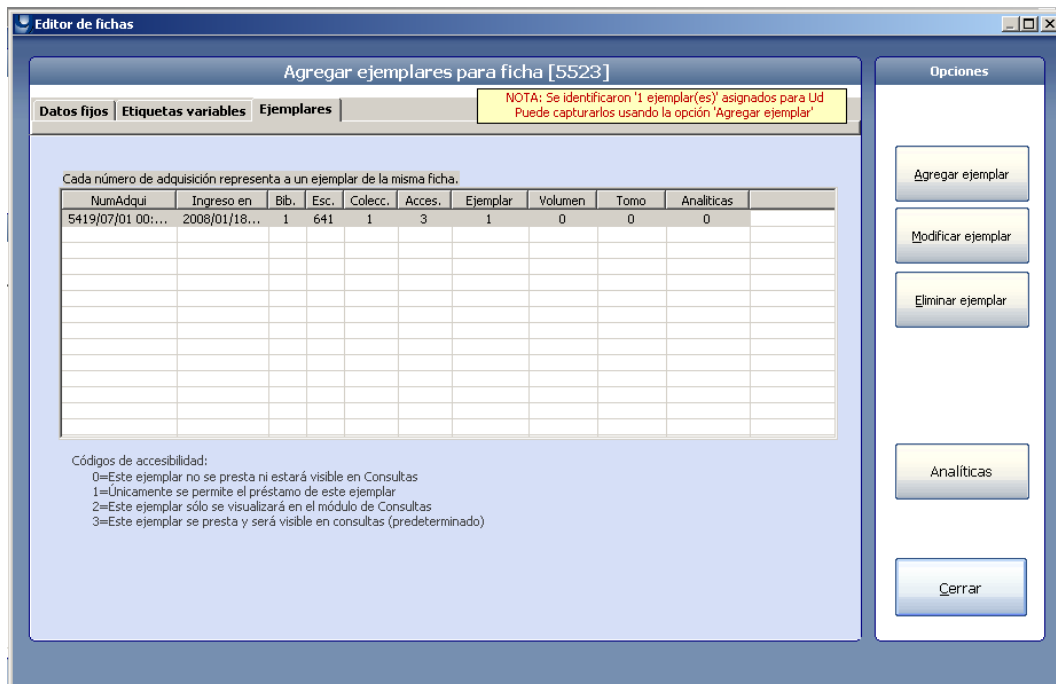 Editor de fichas
Agregar ejemplares para ficha [5523]
Opciones
NOTA: Se identificaron '1 ejemplar(es)' asignados para Ud
Puede capturarlos usando la opción 'Agregar ejemplar'
Datos fijos Etiquetas variables Ejemplares
Cada número de adquisición representa a un ejemplar de la misma ficha.
NumAdqui Ingreso en Bib. Esc. Colecc. Acces. Ejemplar Volumen Tomo Analiticas
5419/07/01 00:... 2008/01/18... 1 641 1 3 1 0 0 0
Códigos de accesibilidad:
0=Este ejemplar no se presta ni estará visible en Consultas
1=Únicamente se permite el préstamo de este ejemplar
2=Este ejemplar sólo se visualizará en el módulo de Consultas
3=Este ejemplar se presta y será visible en consultas (predeterminado)
Agregar ejemplar
Modificar ejemplar
Eliminar ejemplar
Analíticas
Cerrar